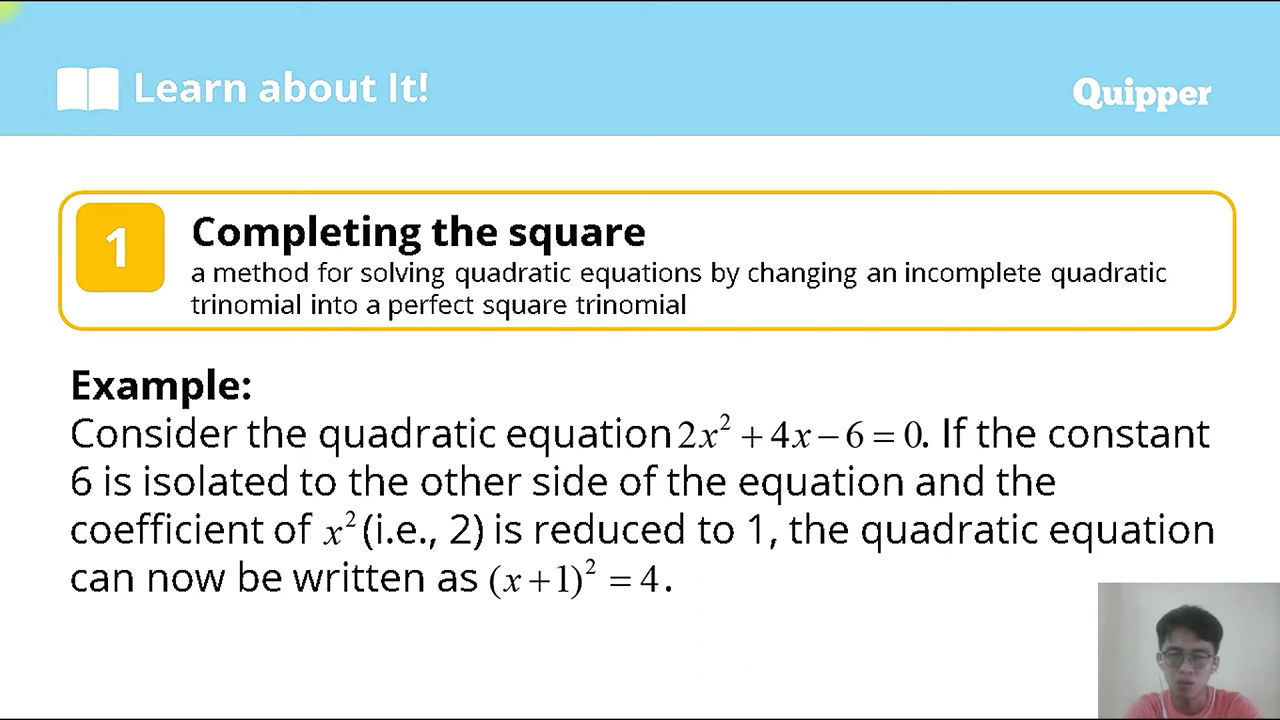 Learn about It!
Quipper
1
Completing the square
a method for solving quadratic equations by changing an incomplete quadratic
trinomial into a perfect square trinomial
Example:
Consider the quadratic equation 2x² + 4x − 6 = 0. If the constant
6 is isolated to the other side of the equation and the
coefficient of x² (i.e., 2) is reduced to 1, the quadratic equation
can now be written as (x + 1)² = 4.